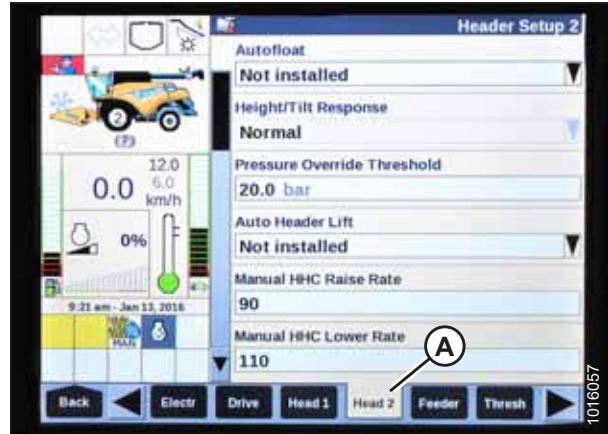 Header Setup 2
Autofloat
Not installed
Height/Tilt Response
Normal
Pressure Override Threshold
20.0 bar
Auto Header Lift
Not installed
Manual HHC Raise Rate
90
Manual HHC Lower Rate
110
2
(?)
12.0
6.0
0.0 km/h
0%
9:21 am - Jan 13, 2016
MAN
A
Back Electr Drive Head 1 Head 2 Feeder Thresh
1016057